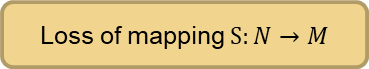 Loss of mapping S: 𝑁 → 𝑀